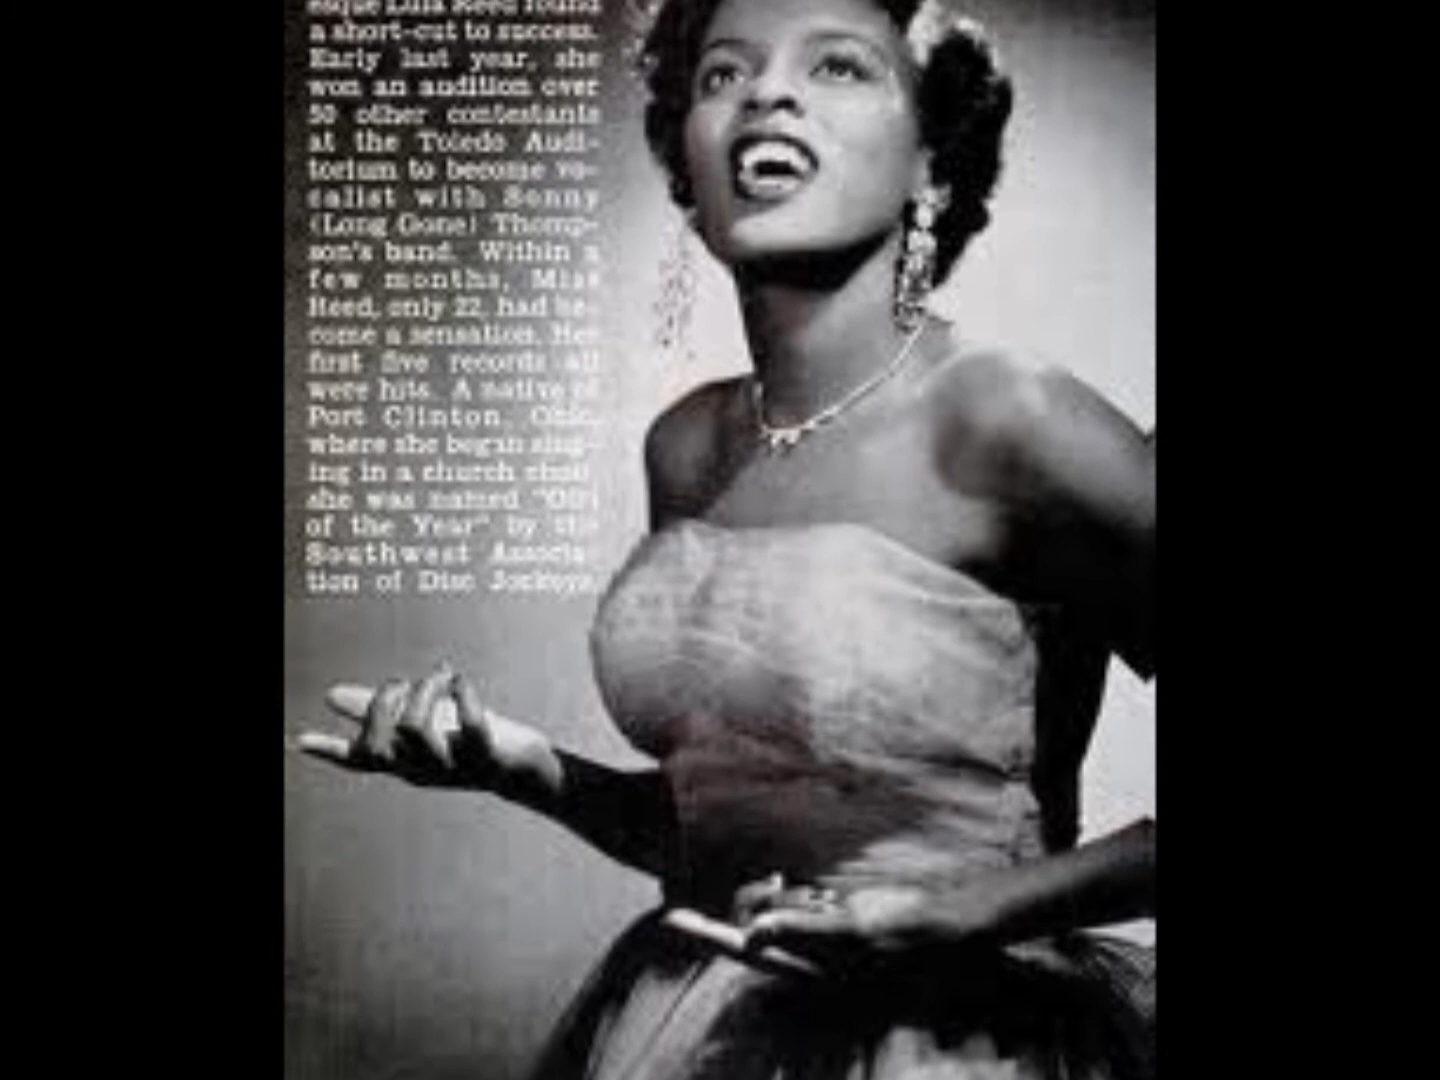 esque Lula Reed found
a short-cut to success.
Early last year, she
won an audition over
50 other contestants
at the Toledo Audi-
torium to become vo-
calist with Sonny
(Long Gone) Thomp-
son's band. Within a
few months, Miss
Reed, only 22, had be-
come a sensation. Her
first five records all
were hits. A native of
Port Clinton, Ohio,
where she began sing-
ing in a church choir,
she was named "Girl
of the Year" by the
Southwest Associa-
tion of Disc Jockeys.